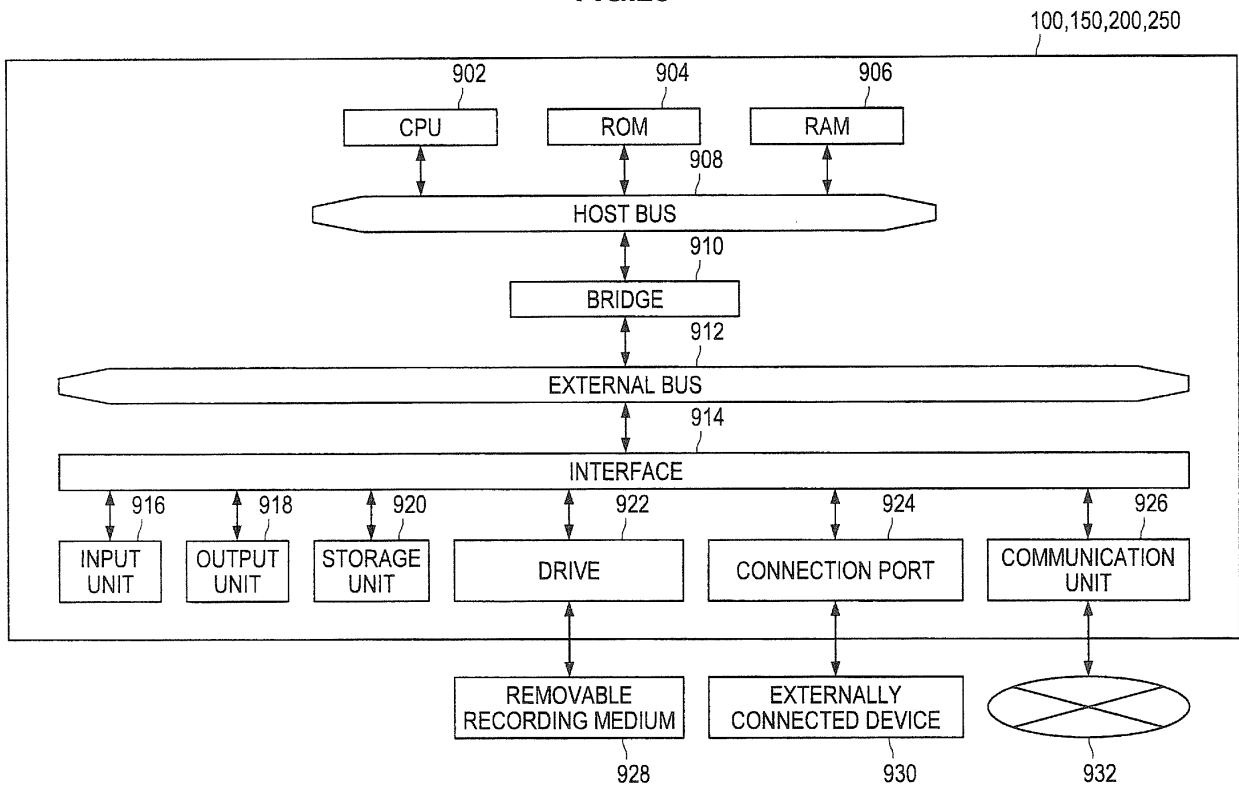 100,150,200,250
902 904 906
CPU ROM RAM
908
HOST BUS
910
BRIDGE
912
EXTERNAL BUS
914
INTERFACE
916 918 920 922 924 926
INPUT UNIT
OUTPUT UNIT
STORAGE UNIT
DRIVE
CONNECTION PORT
COMMUNICATION UNIT
REMOVABLE
RECORDING MEDIUM
EXTERNALLY
CONNECTED DEVICE
928 930 932